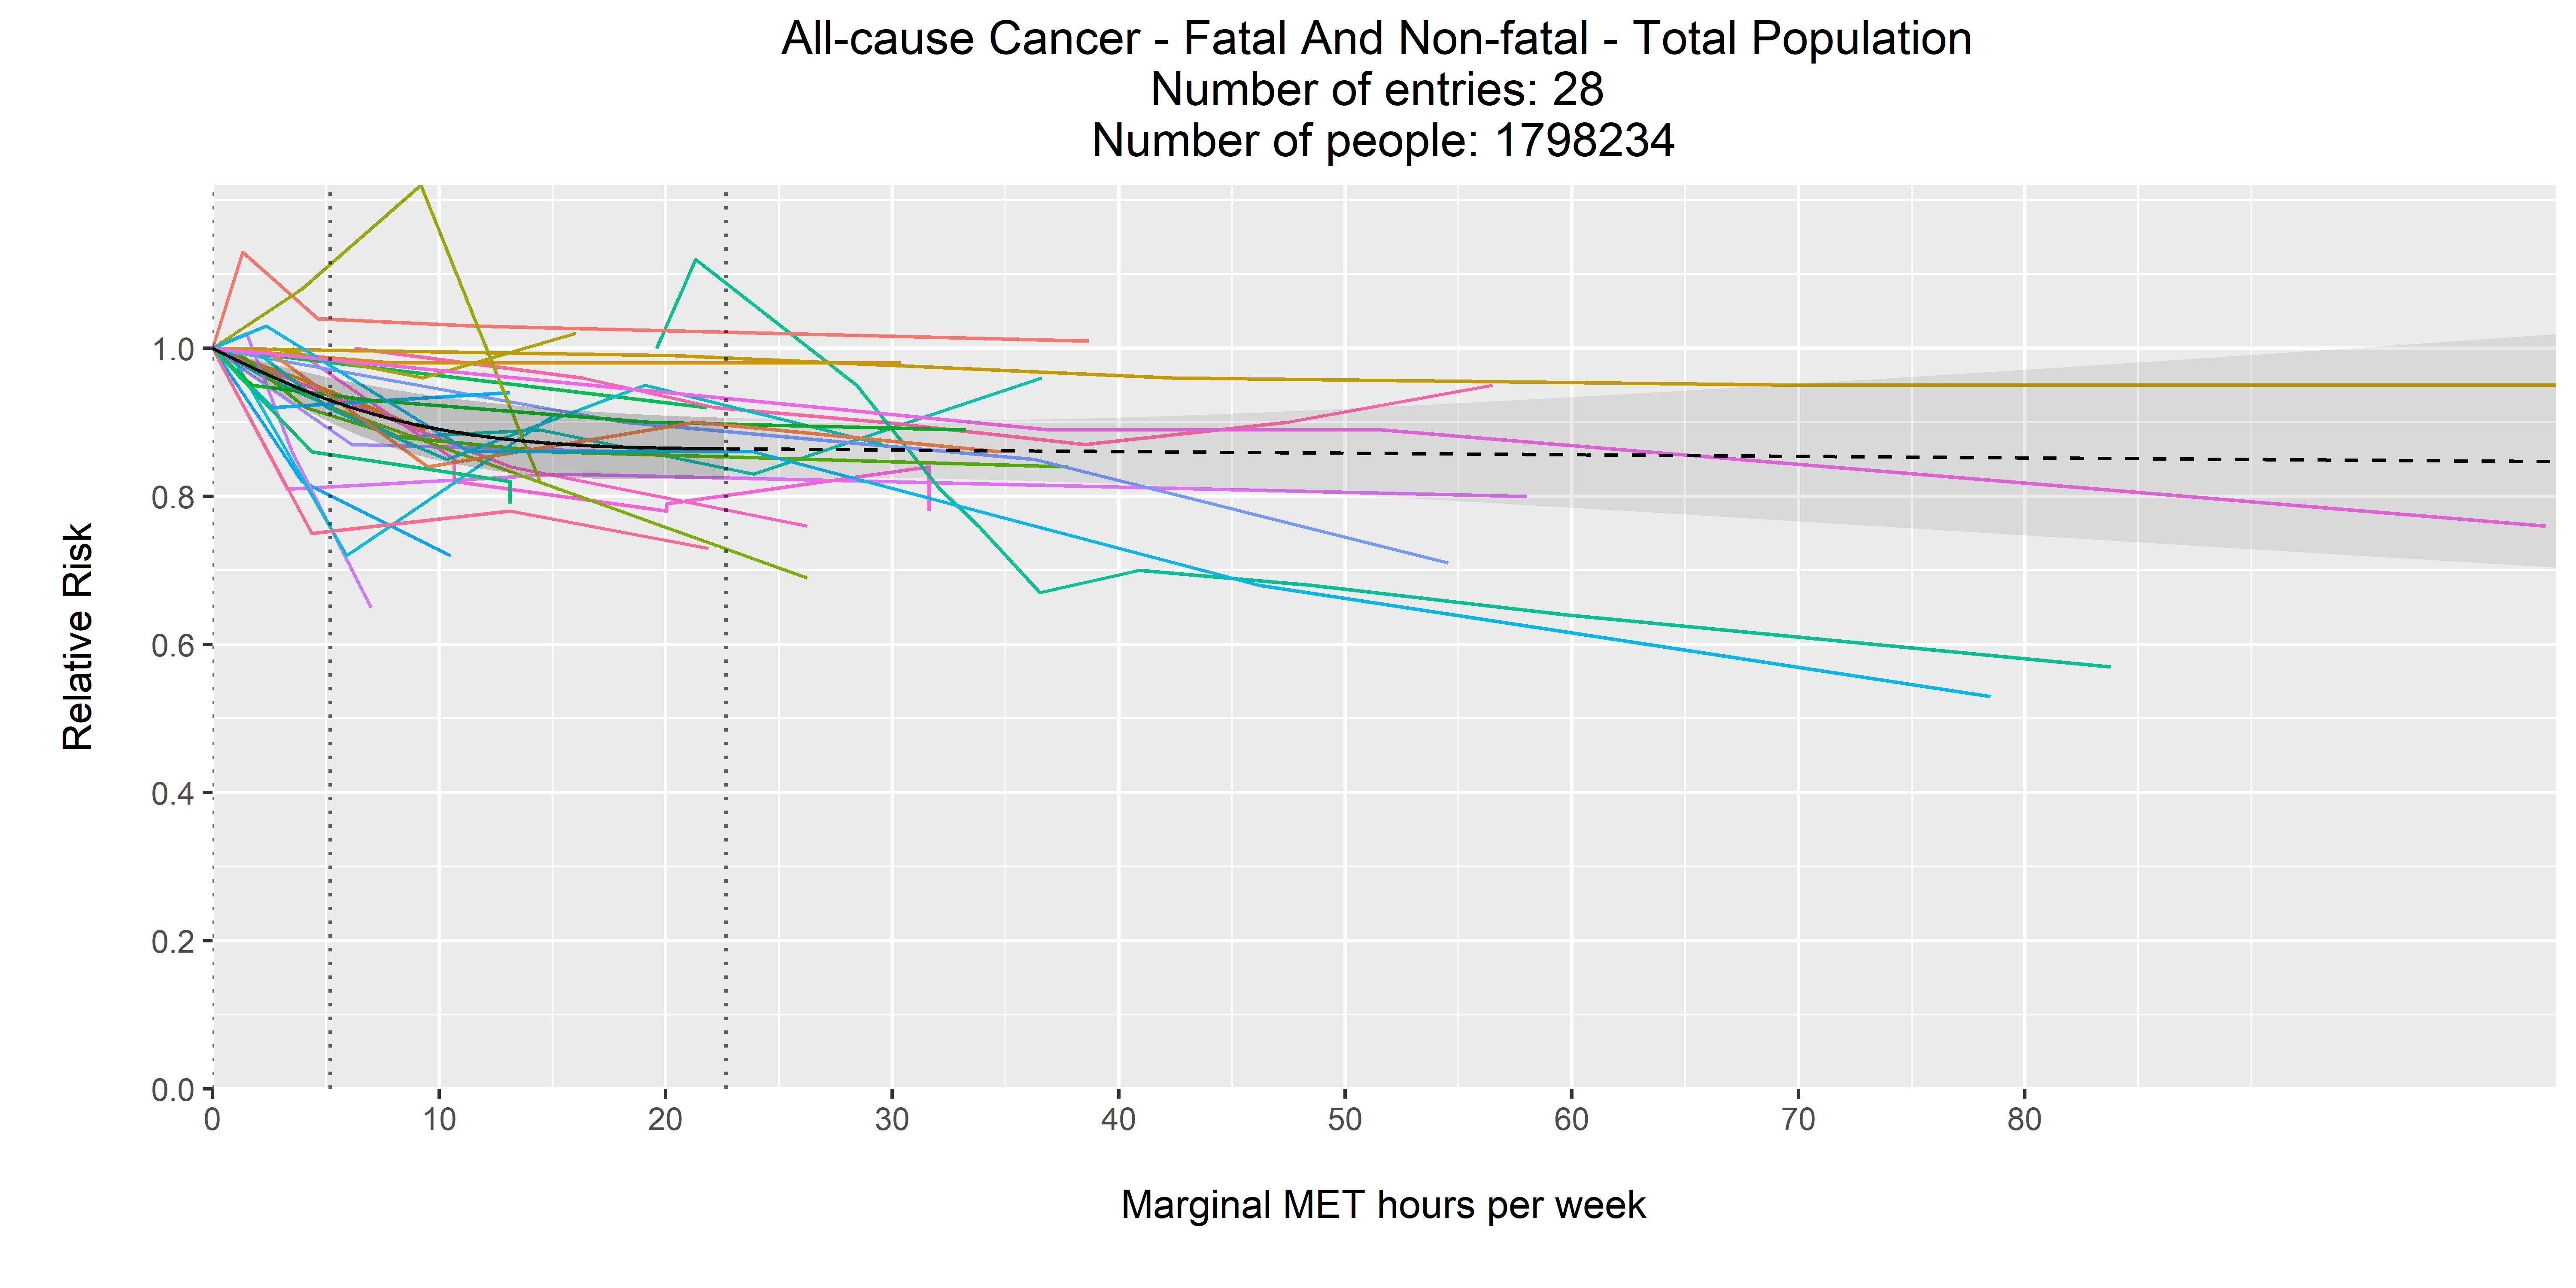 All-cause Cancer - Fatal And Non-fatal - Total Population
Number of entries: 28
Number of people: 1798234
Relative Risk
1.0
0.8
0.6
0.4
0.2
0.0
0 10 20 30 40 50 60 70 80
Marginal MET hours per week